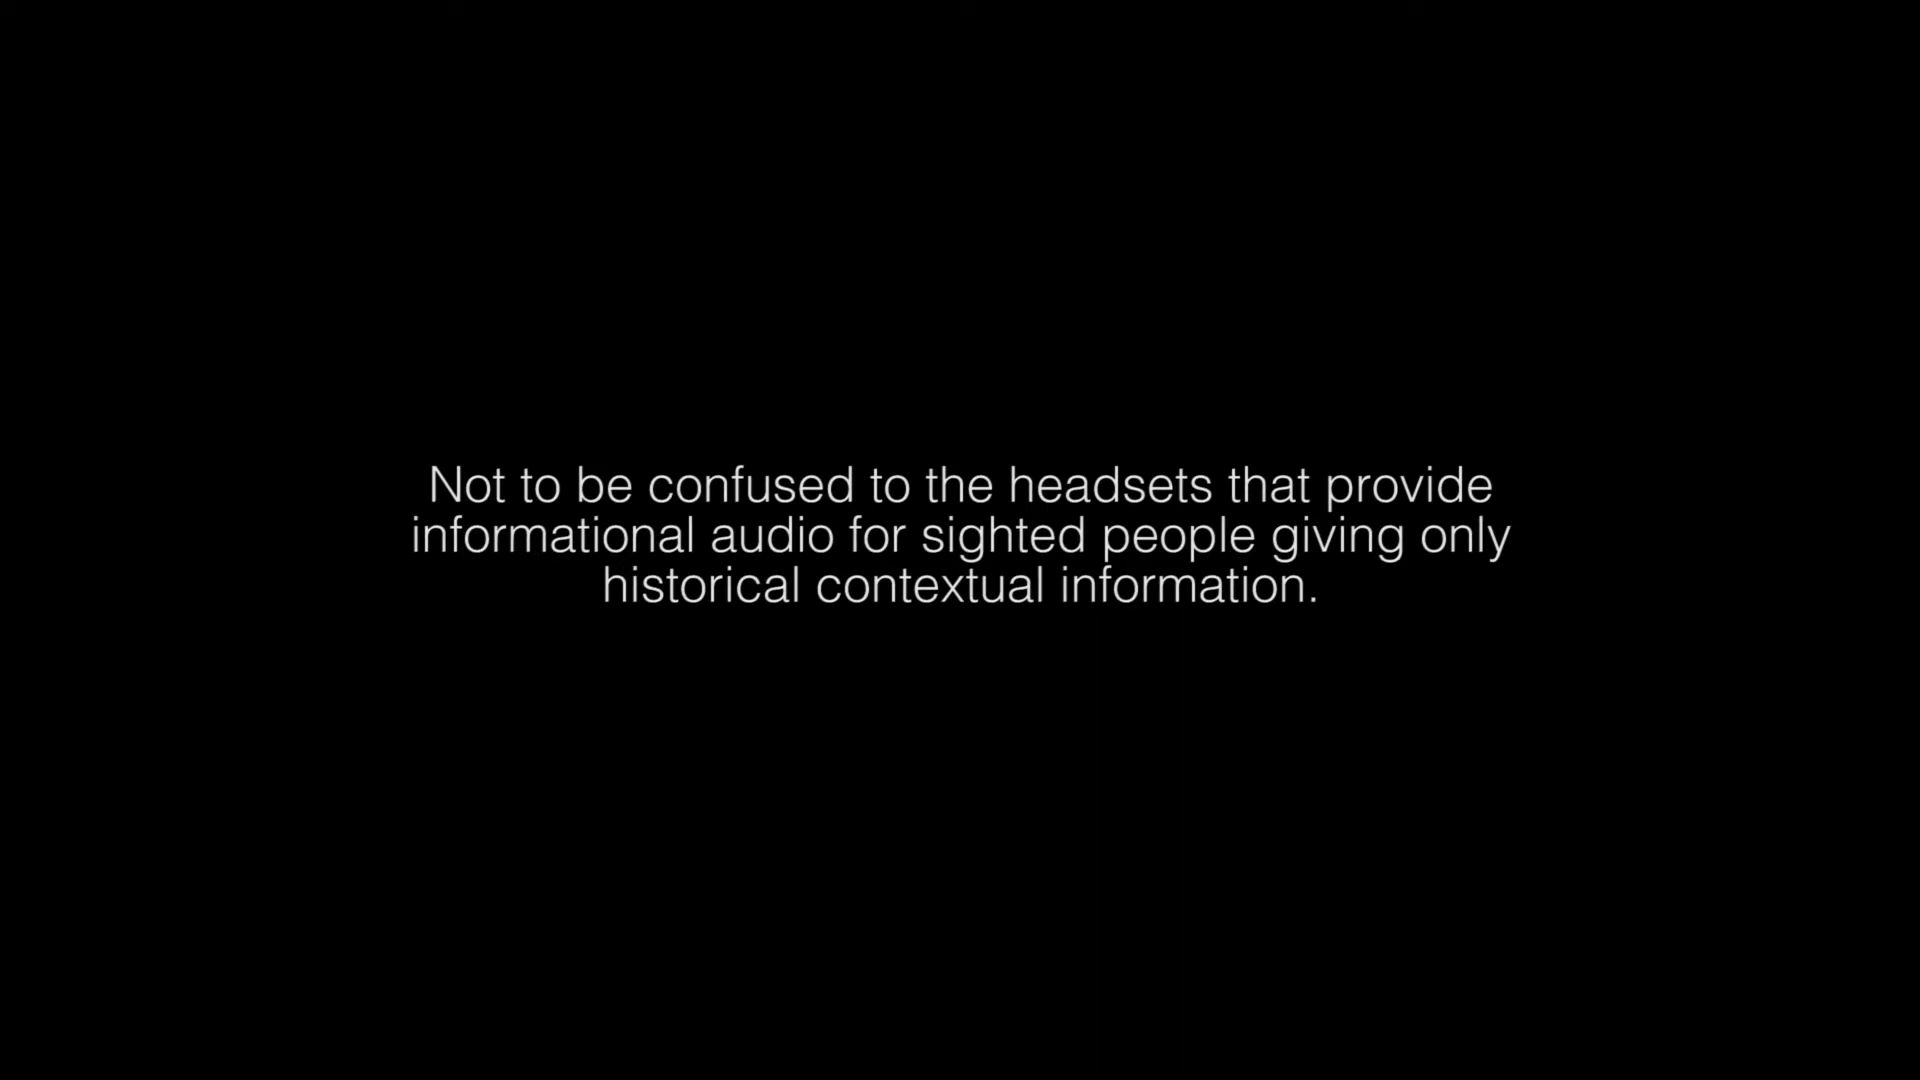 Not to be confused to the headsets that provide
informational audio for sighted people giving only
historical contextual information.